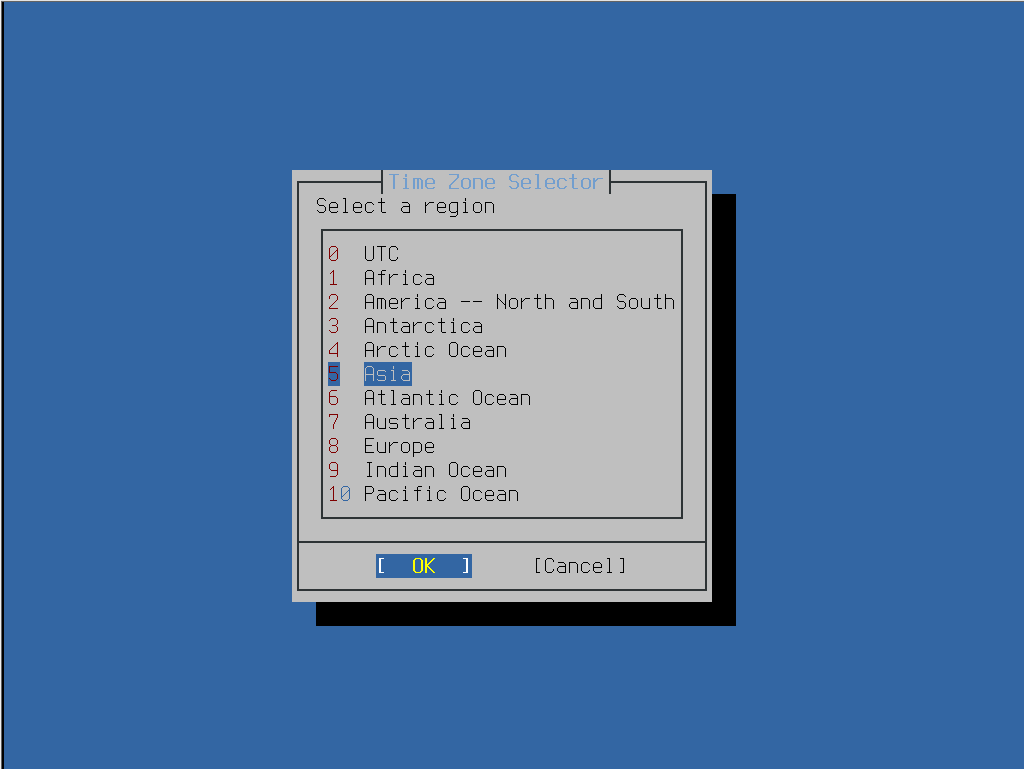 Time Zone Selector
Select a region
0 UTC
1 Africa
2 America -- North and South
3 Antarctica
4 Arctic Ocean
5 Asia
6 Atlantic Ocean
7 Australia
8 Europe
9 Indian Ocean
10 Pacific Ocean
[ OK ] [Cancel]